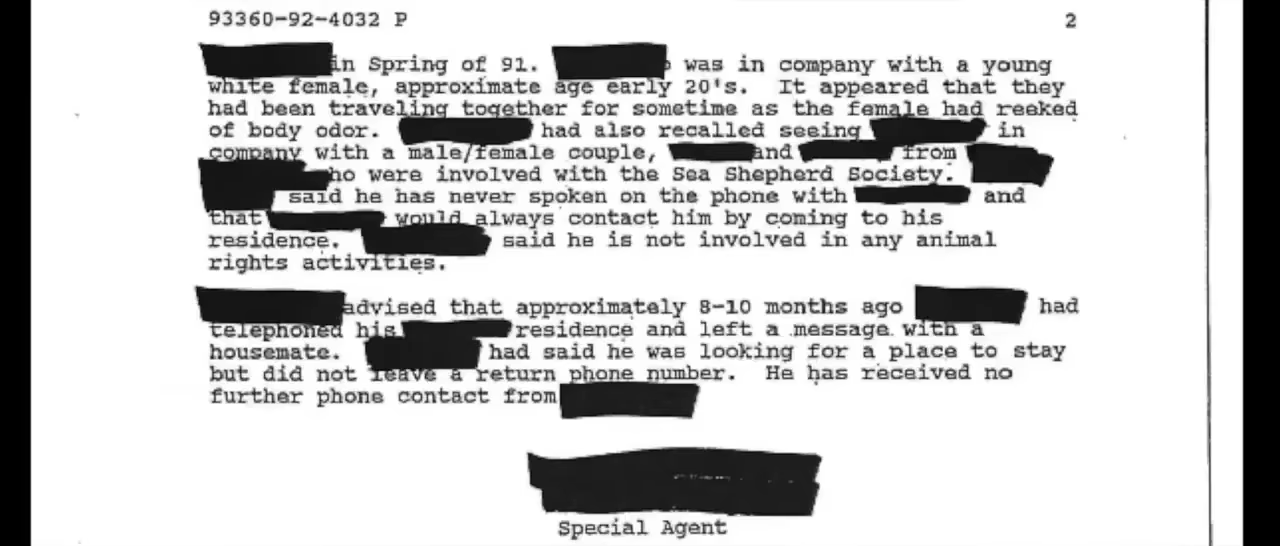 93360-92-4032 P 2
in Spring of 91. was in company with a young
white female, approximate age early 20's. It appeared that they
had been traveling together for sometime as the female had reeked
of body odor. had also recalled seeing in
company with a male/female couple, and from
ho were involved with the Sea Shepherd Society.
said he has never spoken on the phone with and
that would always contact him by coming to his
residence. said he is not involved in any animal
rights activities.
advised that approximately 8-10 months ago had
telephoned his residence and left a message with a
housemate. had said he was looking for a place to stay
but did not leave a return phone number. He has received no
further phone contact from
Special Agent